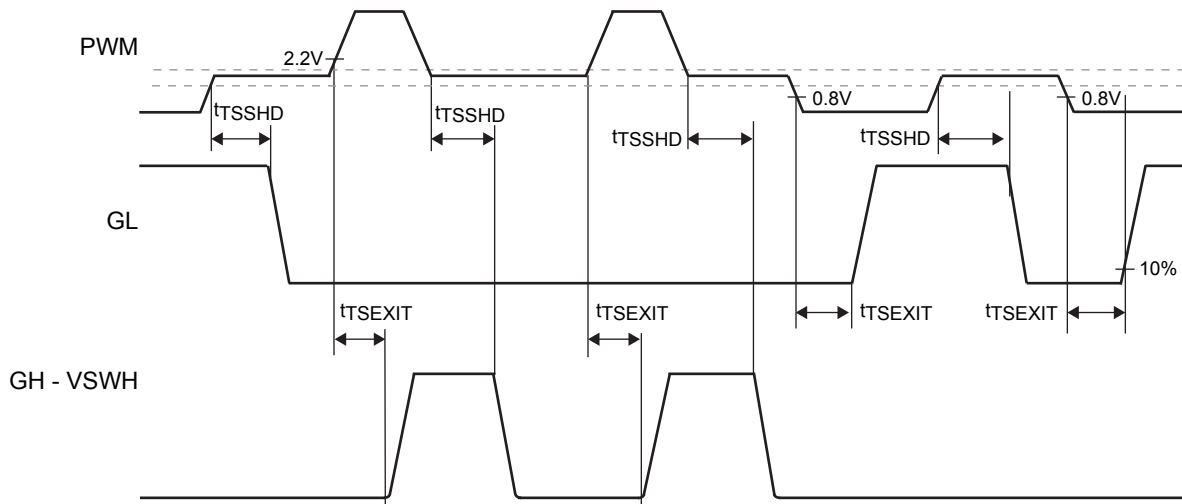 PWM
2.2V
tTSSHD
tTSSHD
tTSSHD
0.8V
tTSSHD
0.8V
GL
10%
tTSEXIT
tTSEXIT
tTSEXIT
tTSEXIT
GH - VSWH